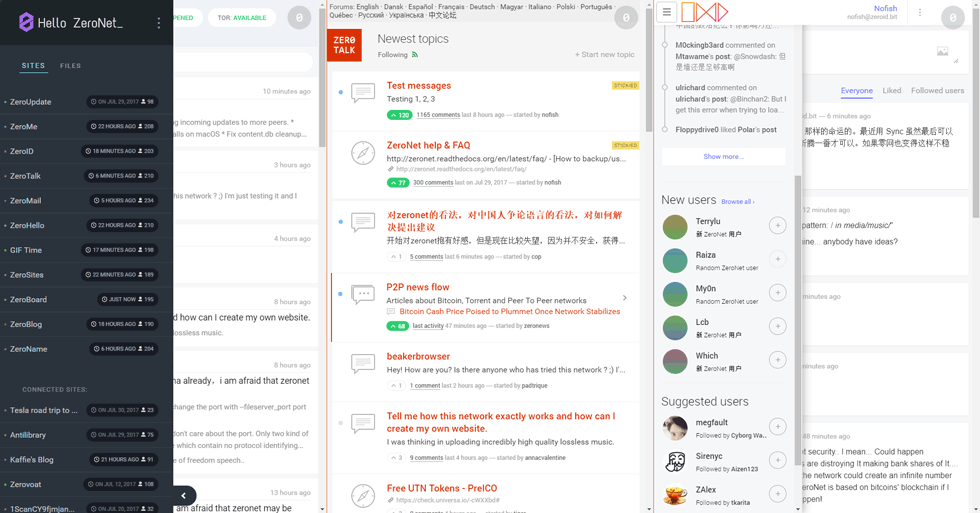 Hello ZeroNet_
SITES
FILES
ZeroUpdate
ON JUL 29, 2017 98
ZeroMe
22 HOURS AGO 208
ZeroID
18 MINUTES AGO 203
ZeroTalk
6 MINUTES AGO 210
ZeroMail
5 HOURS AGO 234
ZeroHello
22 HOURS AGO 210
GIF Time
17 MINUTES AGO 198
ZeroSites
22 MINUTES AGO 189
ZeroBoard
JUST NOW 195
ZeroBlog
18 HOURS AGO 190
ZeroName
6 HOURS AGO 204
CONNECTED SITES:
Tesla road trip to ...
ON JUL 30, 2017 23
Antilibrary
ON JUL 29, 2017 75
Kaffie's Blog
21 HOURS AGO 91
Zerovoat
ON JUL 12, 2017 108
1ScanCY9fjmjan...
ON JUL 20, 2017 32
PENED
TOR: AVAILABLE
0
10 minutes ago
ng incoming updates to more peers. *
alls on macOS * Fix content.db cleanup...
3 hours ago
his network ? ;) I'm just testing it and I
4 hours ago
8 hours ago
d how can I create my own website.
lossless music.
8 hours ago
na already，i am afraid that zeronet
hange the port with --fileserver_port port
don't care about the port. Only two kind of
e which contain no protocol identifying...
e of freedom speech..
13 hours ago
am afraid that zeronet may be
Forums: English · Dansk · Español · Français · Deutsch · Magyar · Italiano · Polski · Português ·
Québec · Русский · Українська · 中文论坛
0
ZERO
TALK
Newest topics
Following
+ Start new topic
Test messages
STICKIED
Testing 1, 2, 3
120 1165 comments last 8 hours ago — started by nofish
ZeroNet help & FAQ
STICKIED
http://zeronet.readthedocs.org/en/latest/faq/ - [How to backup/us...
http://zeronet.readthedocs.org/en/latest/faq/
77 300 comments last on Jul 29, 2017 — started by nofish
对zeronet的看法，对中国人争论语言的看法，对如何解
决提出建议
开始对zeronet抱有好感，但是现在比较失望，因为并不安全，获得...
1 5 comments last 6 minutes ago — started by cop
P2P news flow
Articles about Bitcoin, Torrent and Peer To Peer networks
Bitcoin Cash Price Poised to Plummet Once Network Stabilizes
68 last activity 47 minutes ago — started by zeronews
beakerbrowser
Hey! How are you? Is there anyone who has tried this network ? ;) I'...
1 1 comment last 2 hours ago — started by padtrique
Tell me how this network exactly works and how can I
create my own website.
I was thinking in uploading incredibly high quality lossless music.
3 9 comments last 4 hours ago — started by annacvalentine
Free UTN Tokens - PreICO
https://check.universa.io/-cWXXbd#
Nofish
nofish@zeroid.bit
0
M0ckingb3ard commented on
Mtawame's post: @Snowdash: 但
是墙还是足够高啊
ulrichard commented on
ulrichard's post: @Binchan2: But I
get this error when trying to loa...
Floppydrive0 liked Polar's post
Show more...
New users Browse all ›
Terrylu
新 ZeroNet 用户
Raiza
Random ZeroNet user
My0n
Random ZeroNet user
Lcb
新 ZeroNet 用户
Which
新 ZeroNet 用户
Suggested users
megfault
Followed by Cyborg Wa..
Sirenyc
Followed by Aizen123
ZAlex
Followed by tkarita
Everyone
Liked
Followed users
d.bit ― 6 minutes ago
那样的命运的。最近用 Sync 虽然最后可以
折腾一番才可以。如果零网也变得这样不稳
12 minutes ago
pattern: / in media/music/"
ine... anybody have ideas?
minutes ago
minutes ago
48 minutes ago
t security.. I mean... Could happen
s are distroying It making bank shares of It....
the network could create an infinite number
ZeroNet is based on bitcoins' blockchain if I
ppen!